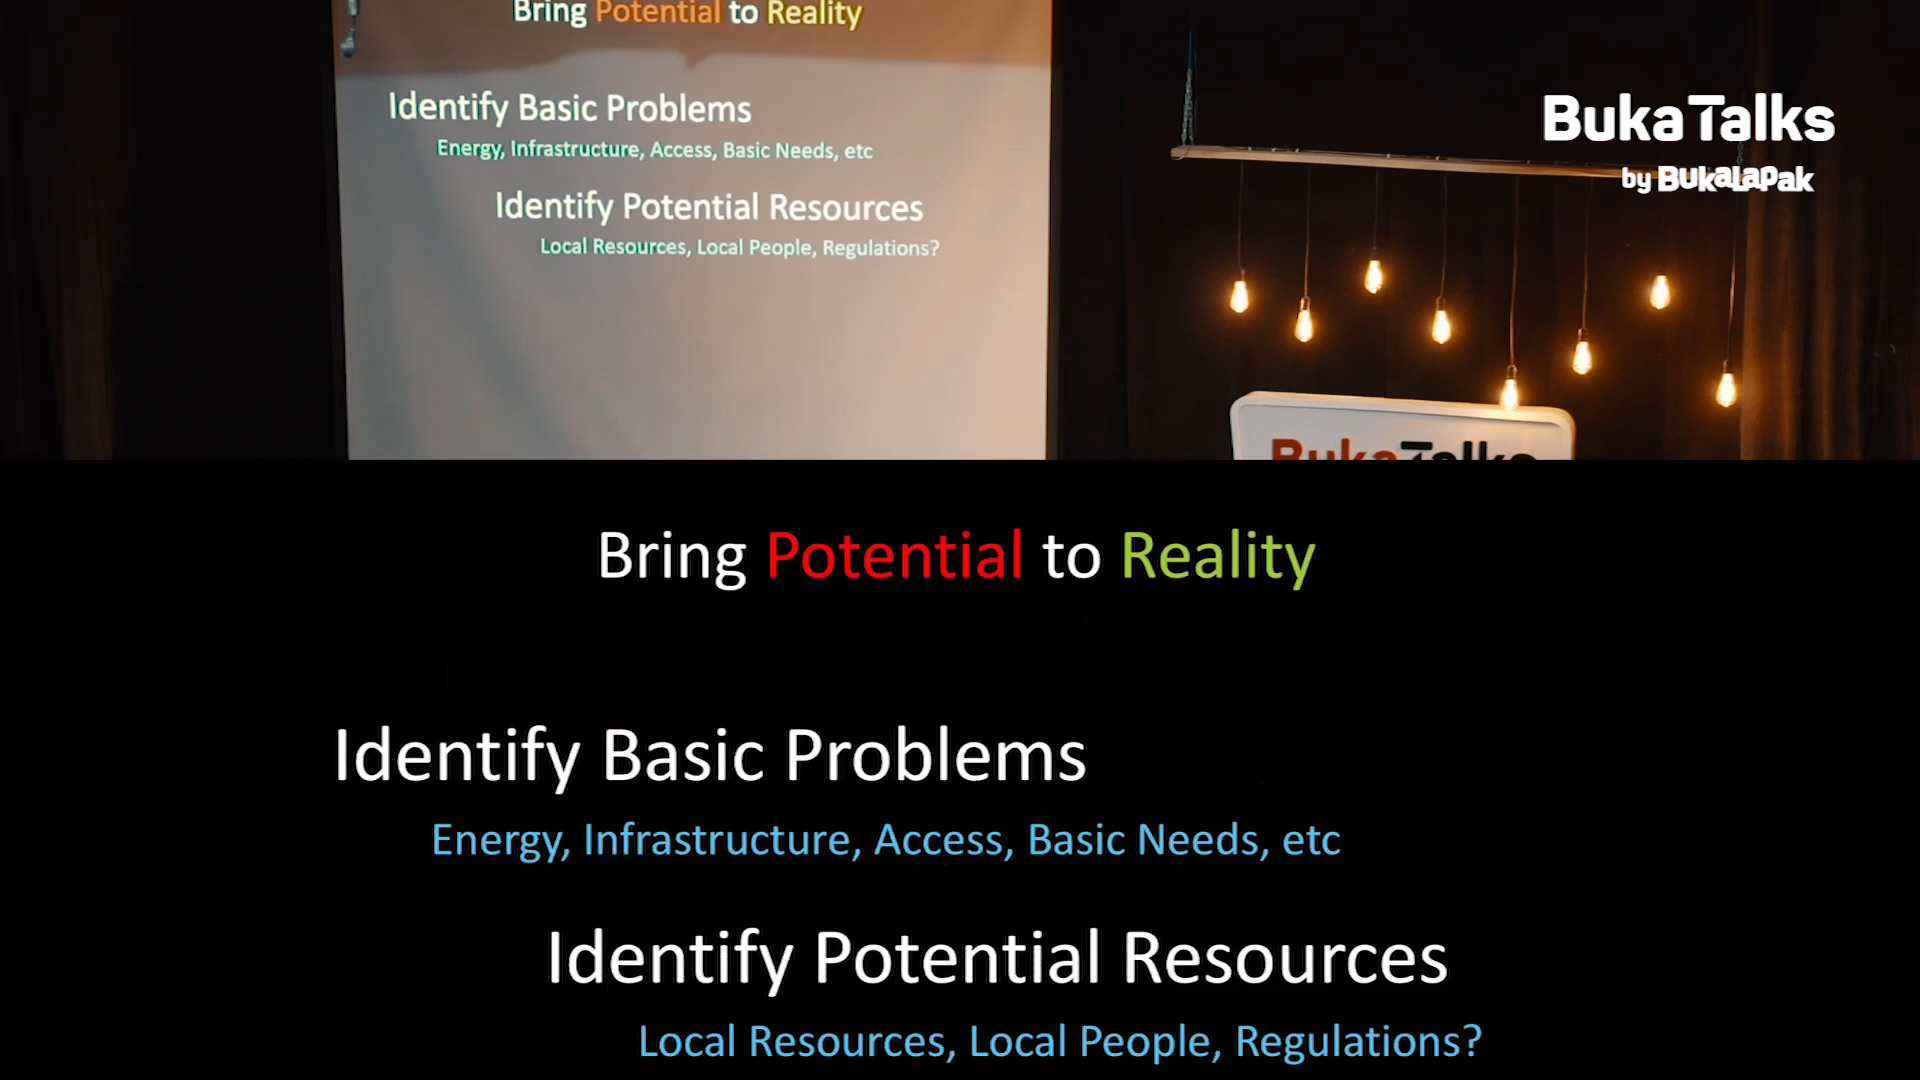 Bring Potential to Reality
Identify Basic Problems
Energy, Infrastructure, Access, Basic Needs, etc
Identify Potential Resources
Local Resources, Local People, Regulations?
BukaTalks
by BukaLapak
BukaTalks
Bring Potential to Reality
Identify Basic Problems
Energy, Infrastructure, Access, Basic Needs, etc
Identify Potential Resources
Local Resources, Local People, Regulations?